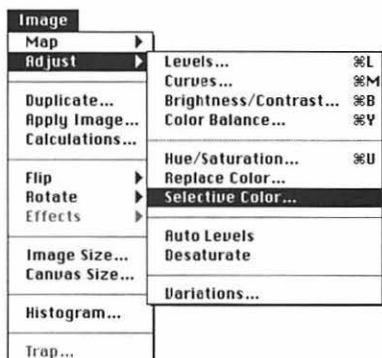 Image
Map
Adjust
Duplicate...
Apply Image...
Calculations...
Flip
Rotate
Effects
Image Size...
Canvas Size...
Histogram...
Trap...
Levels... ⌘L
Curves... ⌘M
Brightness/Contrast... ⌘B
Color Balance... ⌘Y
Hue/Saturation... ⌘U
Replace Color...
Selective Color...
Auto Levels
Desaturate
Variations...